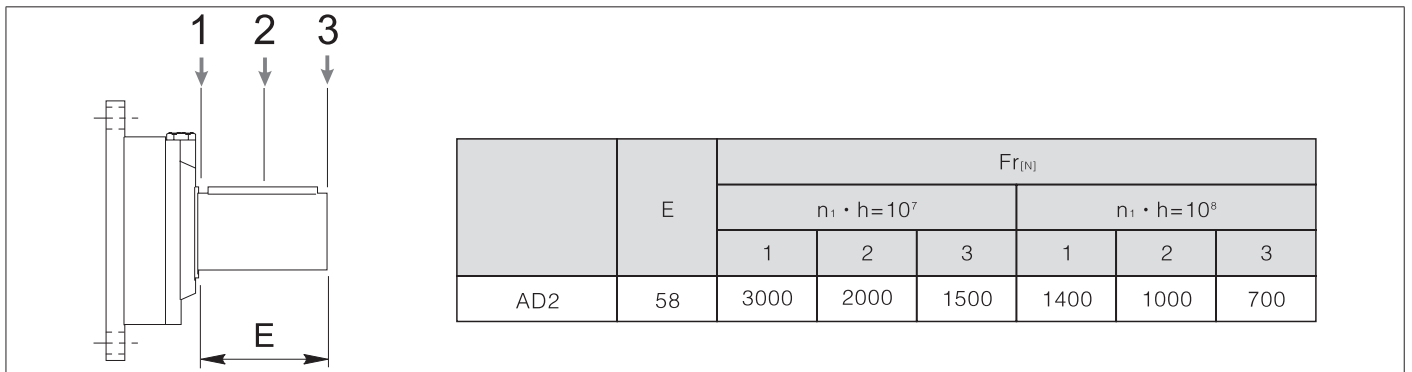 1 2 3
E
Fr[N]
E
n₁ · h=10⁷ n₁ · h=10⁸
1 2 3 1 2 3
AD2 58 3000 2000 1500 1400 1000 700